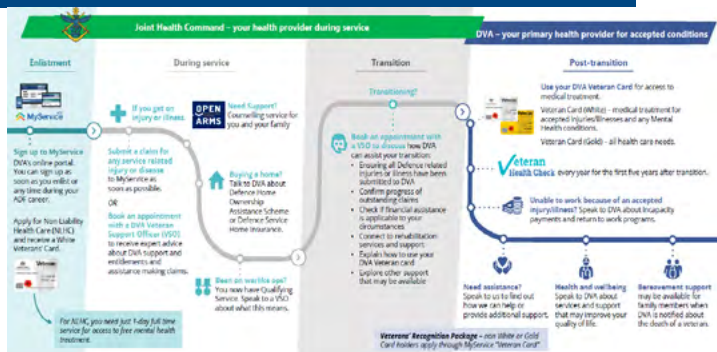 Joint Health Command – your health provider during service
DVA – your primary health provider for accepted conditions
Enlistment
During service
Transition
Post-transition
MyService
Sign up to MyService
DVA's online portal.
You can sign up as
soon as you enlist or
any time during your
ADF career.
Apply for Non Liability
Health Care (NLHC)
and receive a White
Veterans' Card.
For NLHC, you need just 1-day full time
service for access to free mental health
treatment.
If you get an
injury or illness.
Submit a claim for
any service related
injury or disease
to MyService as
soon as possible.
OR
Book an appointment
with a DVA Veteran
Support Officer (VSO)
to receive expert advice
about DVA support and
entitlements and
assistance making claims.
OPEN
ARMS
Need Support?
Counselling service for
you and your family
Buying a home?
Talk to DVA about
Defence Home
Ownership
Assistance Scheme
or Defence Service
Home Insurance.
Been on warlike ops?
You now have Qualifying
Service. Speak to a VSO
about what this means.
Transitioning?
Book an appointment with
a VSO to discuss how DVA
can assist your transition:
• Ensuring all Defence related
injuries or illness have been
submitted to DVA
• Confirm progress of
outstanding claims
• Check if financial assistance
is applicable to your
circumstances
• Connect to rehabilitation
services and support
• Explain how to use your
DVA Veteran card
• Explore other support
that may be available
Use your DVA Veteran Card for access to
medical treatment.
Veteran Card (White) – medical treatment for
accepted injuries/illnesses and any Mental
Health conditions.
Veteran Card (Gold) – all health care needs.
Veteran
Health Check every year for the first five years after transition.
Unable to work because of an accepted
injury/illness? Speak to DVA about Incapacity
payments and return to work programs.
Need assistance?
Speak to us to find out
how we can help or
provide additional support.
Health and wellbeing
Speak to DVA about
services and support
that may improve your
quality of life.
Bereavement support
may be available for
family members when
DVA is notified about
the death of a veteran.
Veterans' Recognition Package – non White or Gold
Card holders apply through MyService "Veteran Card"